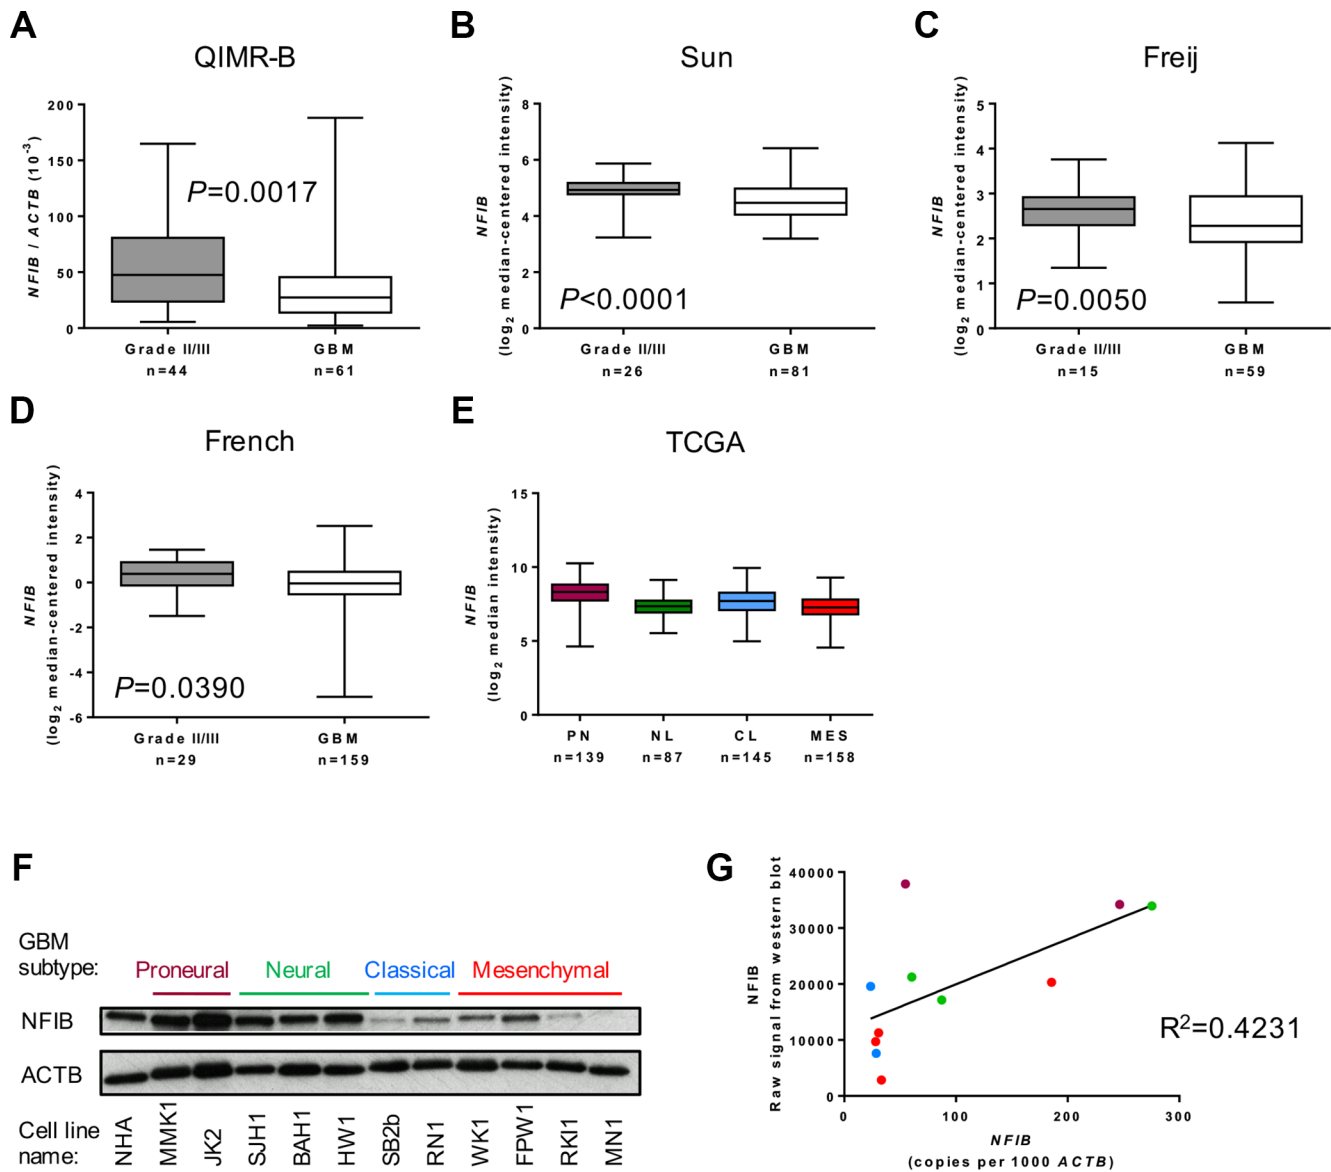 A
QIMR-B
NFIB / ACTB (10-3)
200
150
100
50
0
P=0.0017
Grade II/III
n=44
GBM
n=61
B
Sun
NFIB
(log2 median-centered intensity)
8
6
4
2
0
P<0.0001
Grade II/III
n=26
GBM
n=81
C
Freij
NFIB
(log2 median-centered intensity)
5
4
3
2
1
0
P=0.0050
Grade II/III
n=15
GBM
n=59
D
French
NFIB
(log2 median-centered intensity)
4
2
0
-2
-4
-6
P=0.0390
Grade II/III
n=29
GBM
n=159
E
TCGA
NFIB
(log2 median intensity)
15
10
5
0
PN
n=139
NL
n=87
CL
n=145
MES
n=158
F
GBM
subtype:
Proneural
Neural
Classical
Mesenchymal
NFIB
ACTB
Cell line
name:
NHA
MMK1
JK2
SJH1
BAH1
HW1
SB2b
RN1
WK1
FPW1
RKI1
MN1
G
NFIB
Raw signal from western blot
40000
30000
20000
10000
0
R2=0.4231
0
100
200
300
NFIB
(copies per 1000 ACTB)